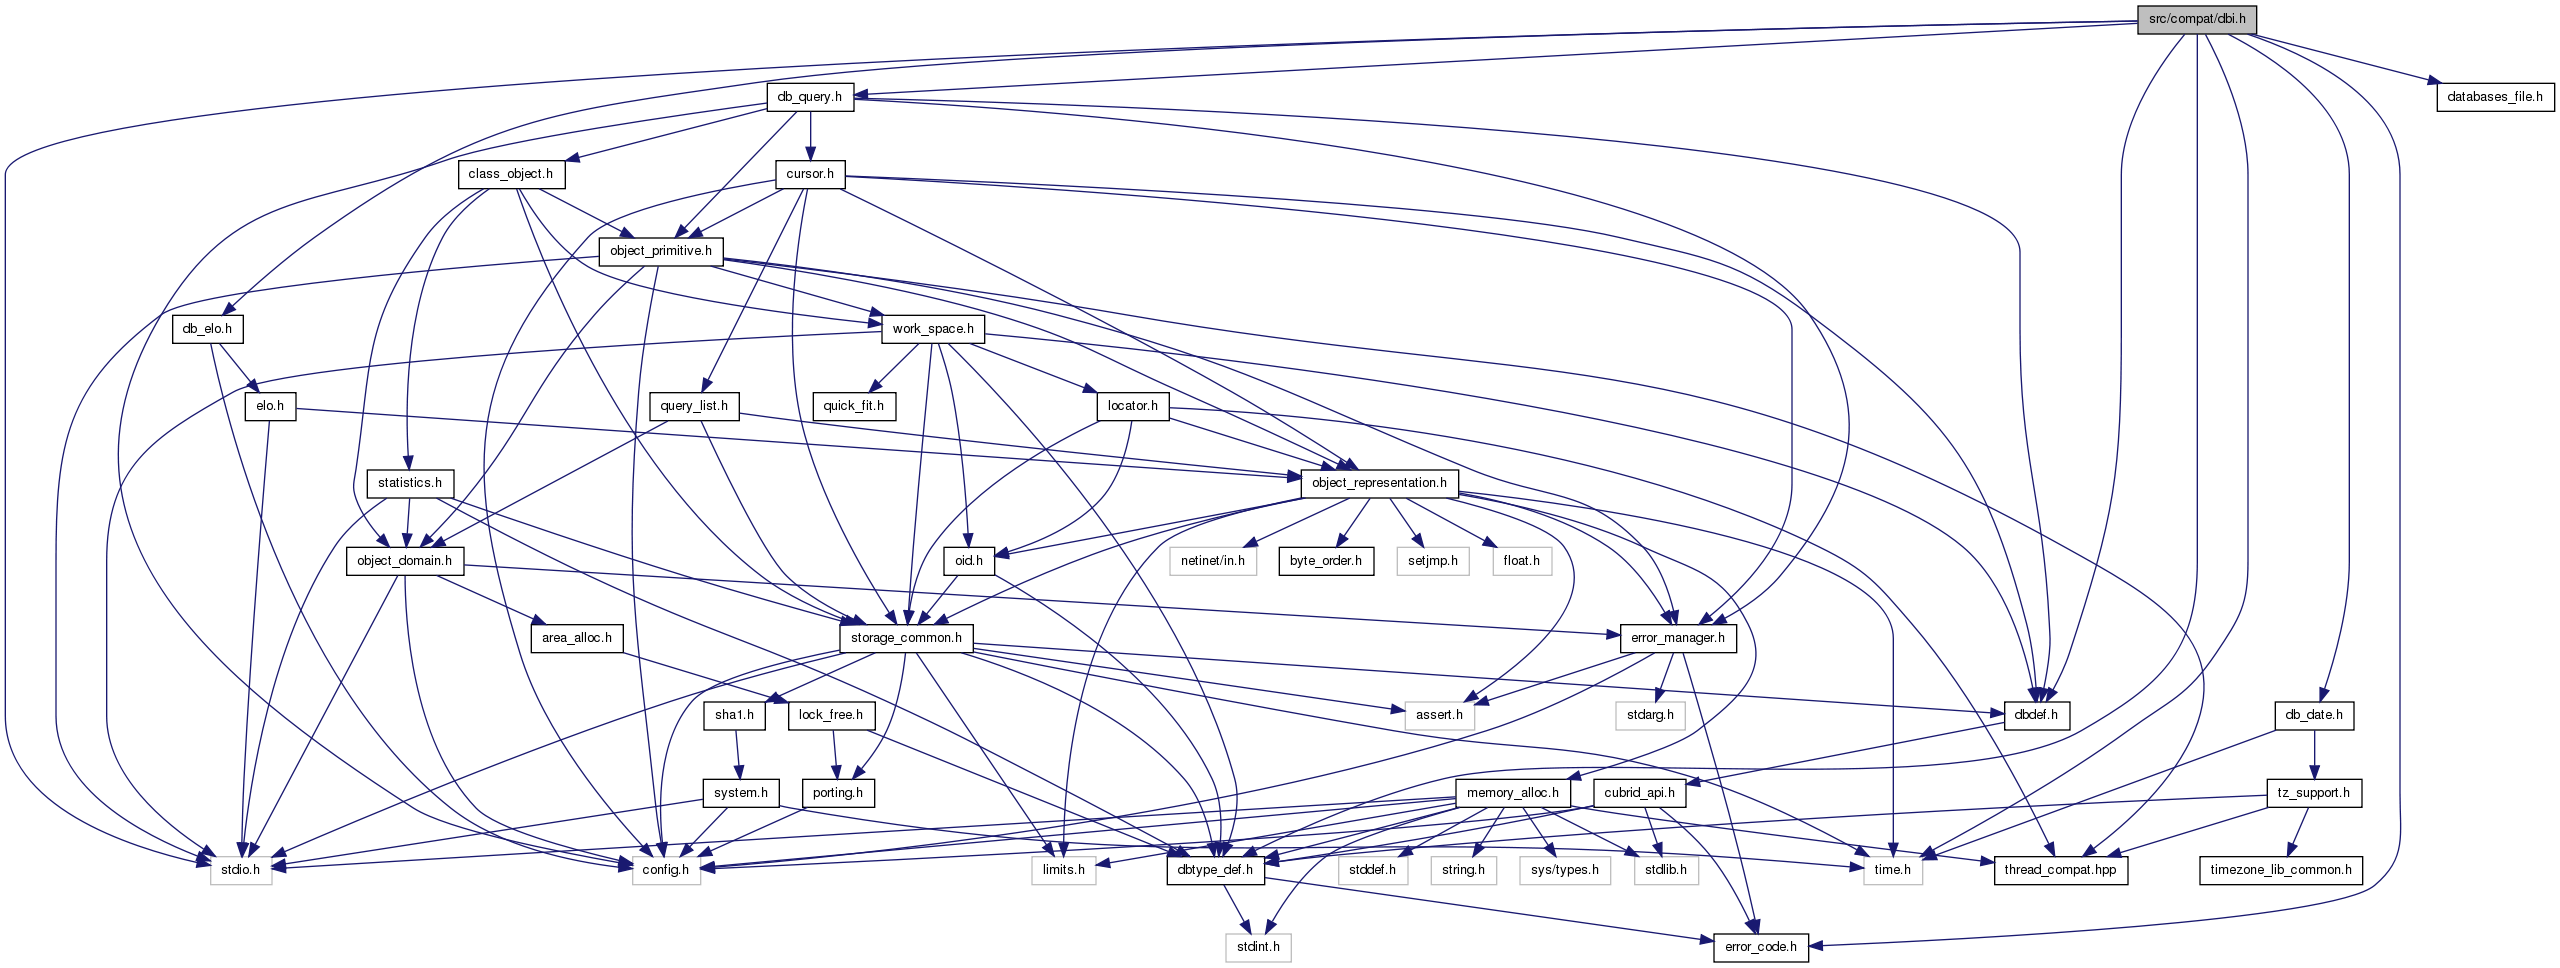 src/compat/dbi.h
db_query.h
databases_file.h
class_object.h
cursor.h
object_primitive.h
db_elo.h
work_space.h
elo.h
query_list.h
quick_fit.h
locator.h
statistics.h
object_representation.h
object_domain.h
oid.h
netinet/in.h
byte_order.h
setjmp.h
float.h
area_alloc.h
storage_common.h
error_manager.h
sha1.h
lock_free.h
assert.h
stdarg.h
dbdef.h
db_date.h
system.h
porting.h
memory_alloc.h
cubrid_api.h
tz_support.h
stdio.h
config.h
limits.h
dbtype_def.h
stddef.h
string.h
sys/types.h
stdlib.h
time.h
thread_compat.hpp
timezone_lib_common.h
stdint.h
error_code.h